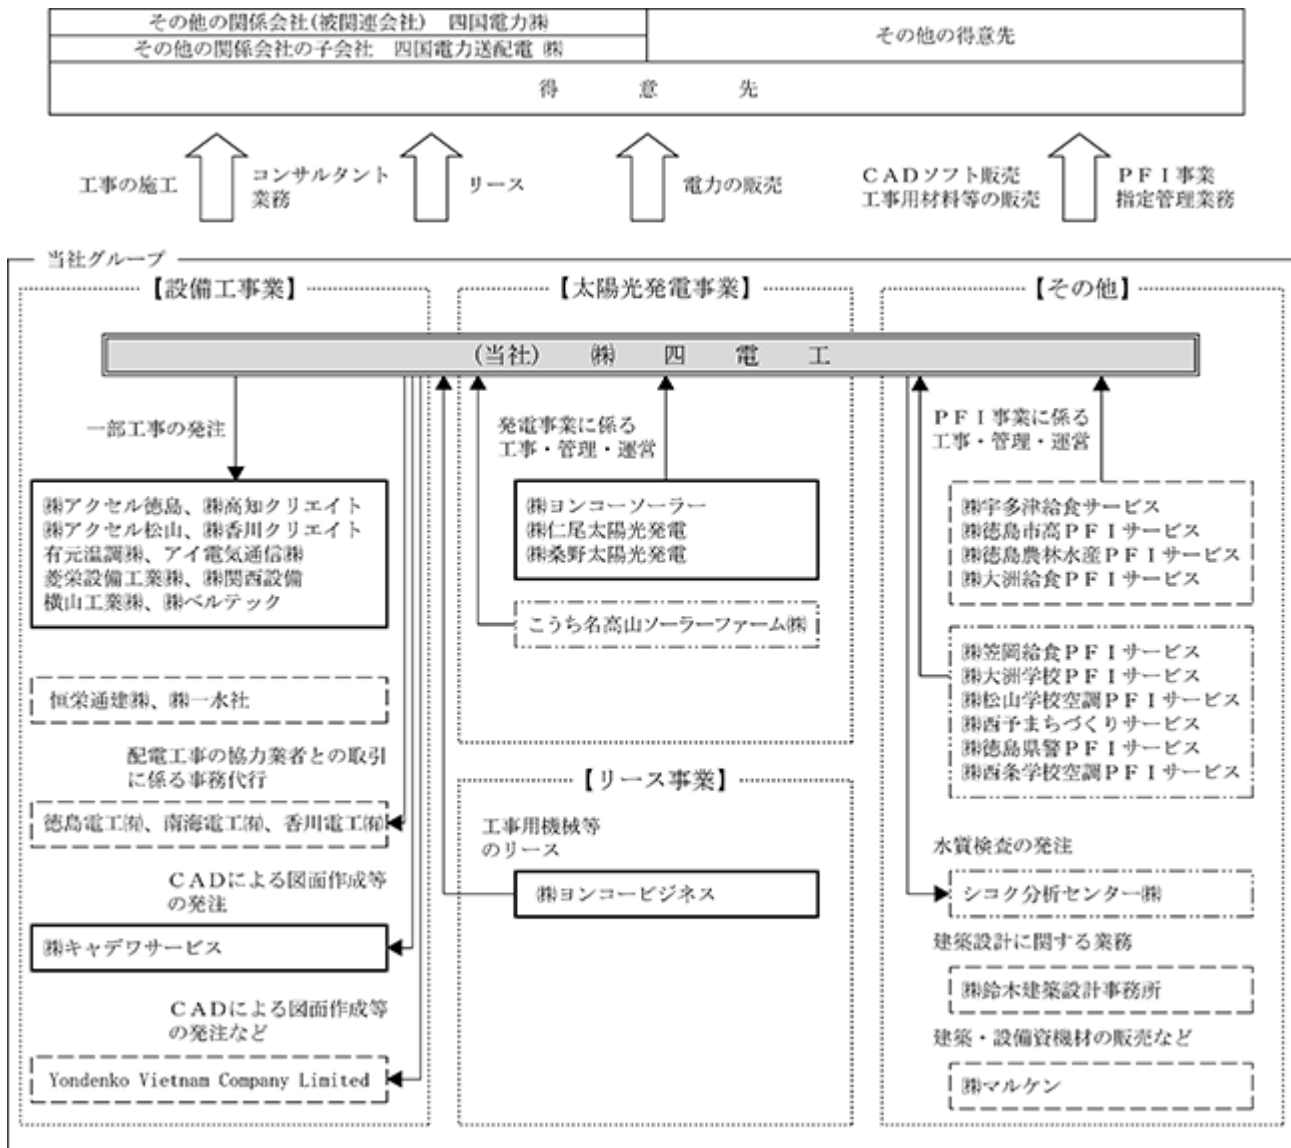 その他の関係会社(被関連会社)　四国電力㈱
その他の関係会社の子会社　四国電力送配電 ㈱
その他の得意先
得意先
工事の施工
コンサルタント
業務
リース
電力の販売
ＣＡＤソフト販売
工事用材料等の販売
ＰＦＩ事業
指定管理業務
当社グループ
【設備工事業】
【太陽光発電事業】
【その他】
(当社)　㈱　四　電　工
一部工事の発注
㈱アクセル徳島、㈱高知クリエイト
㈱アクセル松山、㈱香川クリエイト
有元温調㈱、アイ電気通信㈱
菱栄設備工業㈱、㈱関西設備
横山工業㈱、㈱ベルテック
恒栄通建㈱、㈱一水社
配電工事の協力業者との取引
に係る事務代行
徳島電工㈲、南海電工㈲、香川電工㈲
ＣＡＤによる図面作成等
の発注
㈱キャデワサービス
ＣＡＤによる図面作成等
の発注など
Yondenko Vietnam Company Limited
発電事業に係る
工事・管理・運営
㈱ヨンコーソーラー
㈱仁尾太陽光発電
㈱桑野太陽光発電
こうち名高山ソーラーファーム㈱
【リース事業】
工事用機械等
のリース
㈱ヨンコービジネス
ＰＦＩ事業に係る
工事・管理・運営
㈱宇多津給食サービス
㈱徳島市高ＰＦＩサービス
㈱徳島農林水産ＰＦＩサービス
㈱大洲給食ＰＦＩサービス
㈱笠岡給食ＰＦＩサービス
㈱大洲学校ＰＦＩサービス
㈱松山学校空調ＰＦＩサービス
㈱西予まちづくりサービス
㈱徳島県警ＰＦＩサービス
㈱西条学校空調ＰＦＩサービス
水質検査の発注
シコク分析センター㈱
建築設計に関する業務
㈱鈴木建築設計事務所
建築・設備資機材の販売など
㈱マルケン